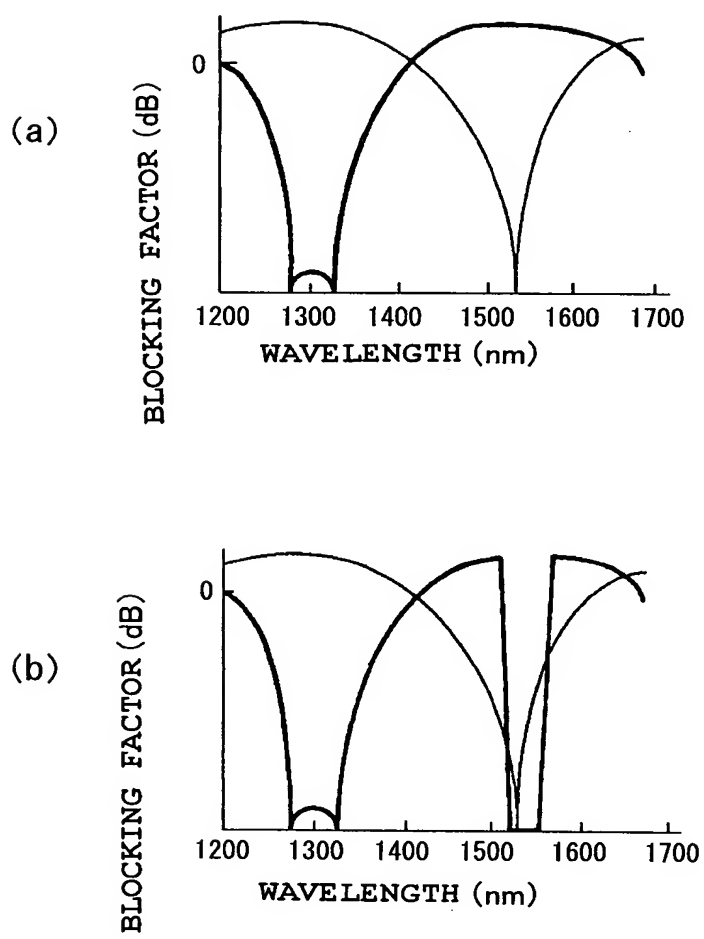 (a)
BLOCKING FACTOR (dB)
0
1200 1300 1400 1500 1600 1700
WAVELENGTH (nm)
(b)
BLOCKING FACTOR (dB)
0
1200 1300 1400 1500 1600 1700
WAVELENGTH (nm)